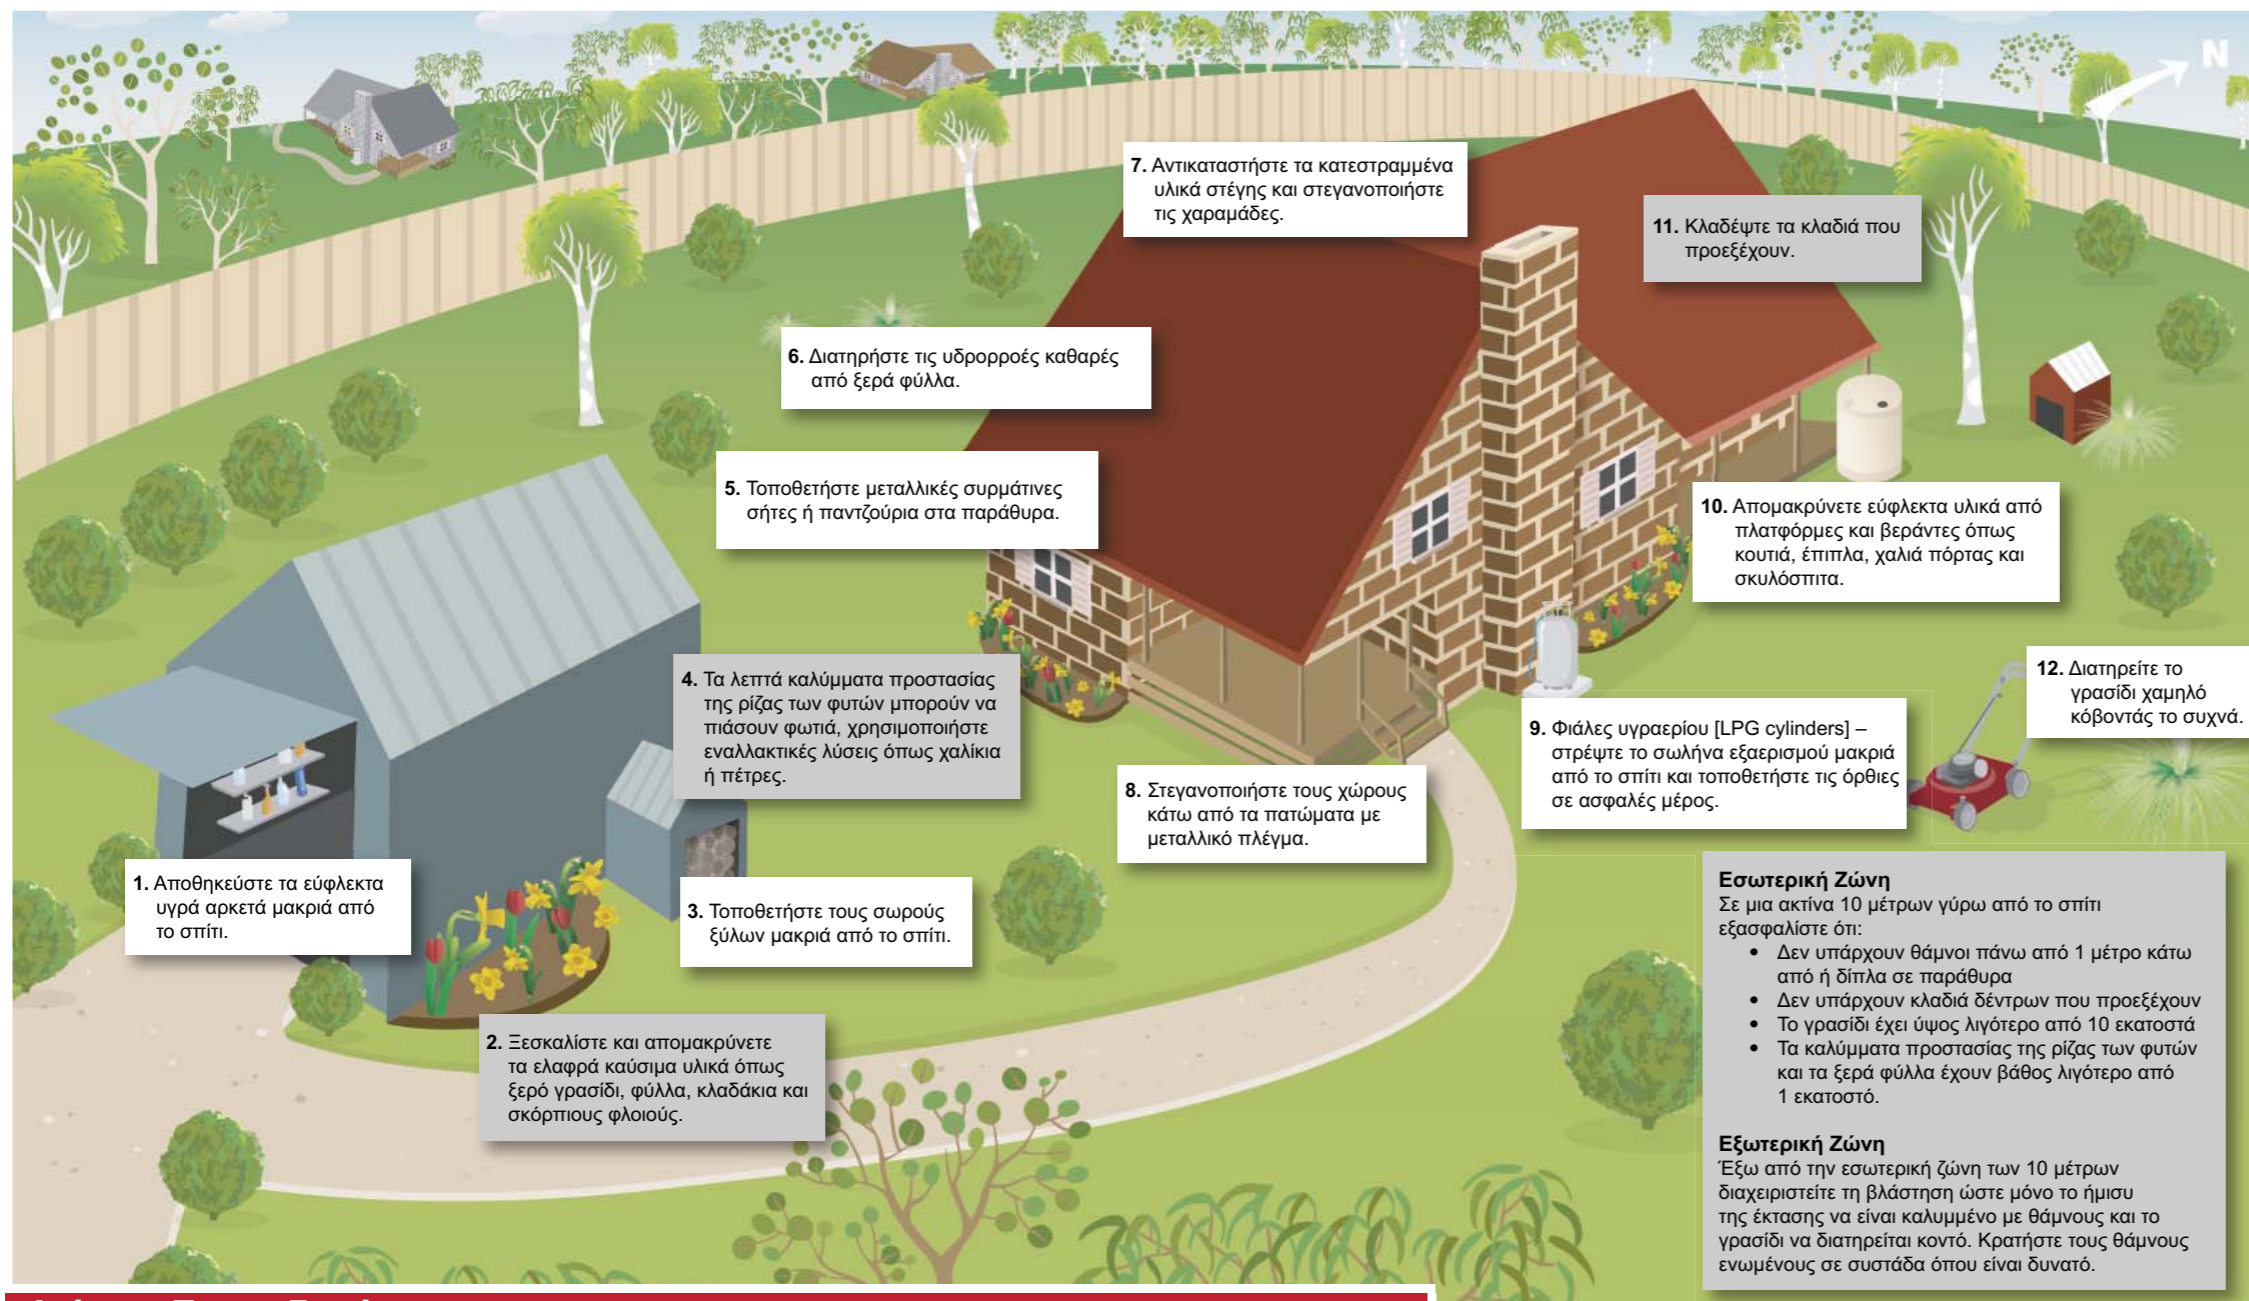 N
7. Αντικαταστήστε τα κατεστραμμένα
υλικά στέγης και στεγανοποιήστε
τις χαραμάδες.
11. Κλαδέψτε τα κλαδιά που
προεξέχουν.
6. Διατηρήστε τις υδρορροές καθαρές
από ξερά φύλλα.
5. Τοποθετήστε μεταλλικές συρμάτινες
σήτες ή παντζούρια στα παράθυρα.
10. Απομακρύνετε εύφλεκτα υλικά από
πλατφόρμες και βεράντες όπως
κουτιά, έπιπλα, χαλιά πόρτας και
σκυλόσπιτα.
4. Τα λεπτά καλύμματα προστασίας
της ρίζας των φυτών μπορούν να
πιάσουν φωτιά, χρησιμοποιήστε
εναλλακτικές λύσεις όπως χαλίκια
ή πέτρες.
12. Διατηρείτε το
γρασίδι χαμηλό
κόβοντάς το συχνά.
9. Φιάλες υγραερίου [LPG cylinders] –
στρέψτε το σωλήνα εξαερισμού μακριά
από το σπίτι και τοποθετήστε τις όρθιες
σε ασφαλές μέρος.
8. Στεγανοποιήστε τους χώρους
κάτω από τα πατώματα με
μεταλλικό πλέγμα.
1. Αποθηκεύστε τα εύφλεκτα
υγρά αρκετά μακριά από
το σπίτι.
3. Τοποθετήστε τους σωρούς
ξύλων μακριά από το σπίτι.
2. Ξεσκαλίστε και απομακρύνετε
τα ελαφρά καύσιμα υλικά όπως
ξερό γρασίδι, φύλλα, κλαδάκια και
σκόρπιους φλοιούς.
Εσωτερική Ζώνη
Σε μια ακτίνα 10 μέτρων γύρω από το σπίτι
εξασφαλίστε ότι:
• Δεν υπάρχουν θάμνοι πάνω από 1 μέτρο κάτω
από ή δίπλα σε παράθυρα
• Δεν υπάρχουν κλαδιά δέντρων που προεξέχουν
• Το γρασίδι έχει ύψος λιγότερο από 10 εκατοστά
• Τα καλύμματα προστασίας της ρίζας των φυτών
και τα ξερά φύλλα έχουν βάθος λιγότερο από
1 εκατοστό.
Εξωτερική Ζώνη
Έξω από την εσωτερική ζώνη των 10 μέτρων
διαχειριστείτε τη βλάστηση ώστε μόνο το ήμισυ
της έκτασης να είναι καλυμμένο με θάμνους και το
γρασίδι να διατηρείται κοντό. Κρατήστε τους θάμνους
ενωμένους σε συστάδα όπου είναι δυνατό.